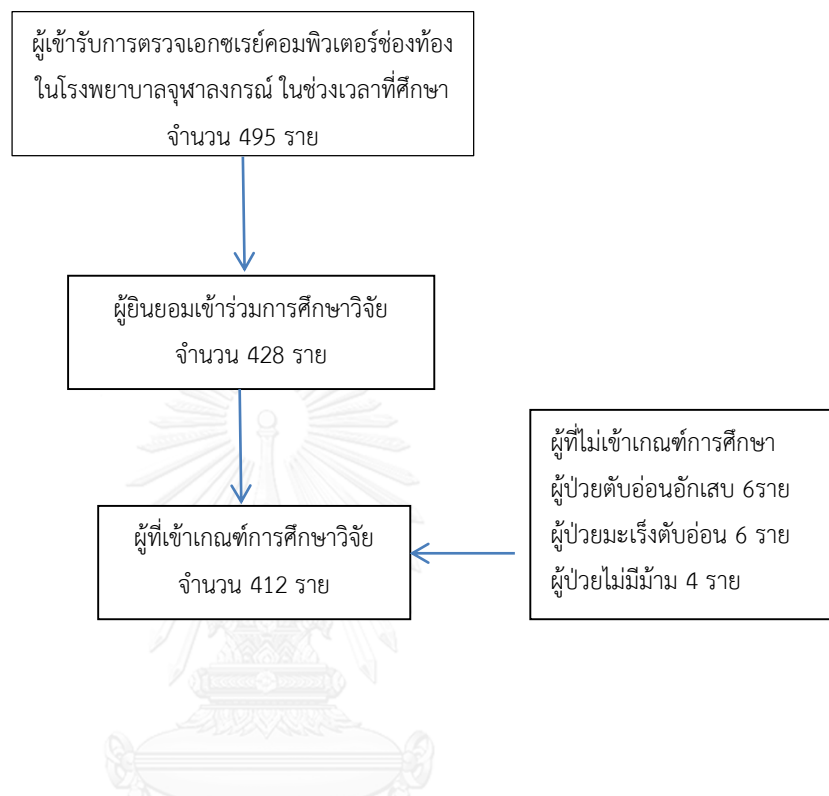 ผู้เข้ารับการตรวจเอกซเรย์คอมพิวเตอร์ช่องท้อง
ในโรงพยาบาลจุฬาลงกรณ์ ในช่วงเวลาที่ศึกษา
จำนวน 495 ราย
ผู้ยินยอมเข้าร่วมการศึกษาวิจัย
จำนวน 428 ราย
ผู้ที่ไม่เข้าเกณฑ์การศึกษา
ผู้ป่วยตับอ่อนอักเสบ 6ราย
ผู้ป่วยมะเร็งตับอ่อน 6 ราย
ผู้ป่วยไม่มีม้าม 4 ราย
ผู้ที่เข้าเกณฑ์การศึกษาวิจัย
จำนวน 412 ราย